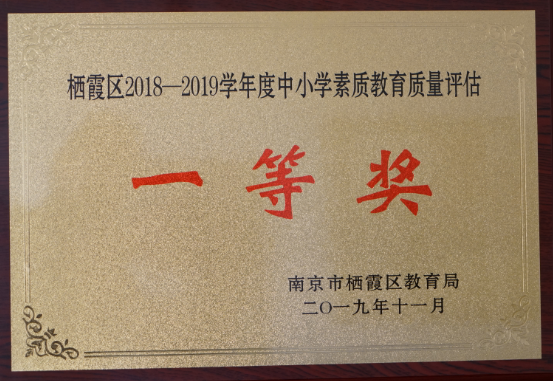 栖霞区2018—2019学年度中小学素质教育质量评估
一等奖
南京市栖霞区教育局
二〇一九年十一月